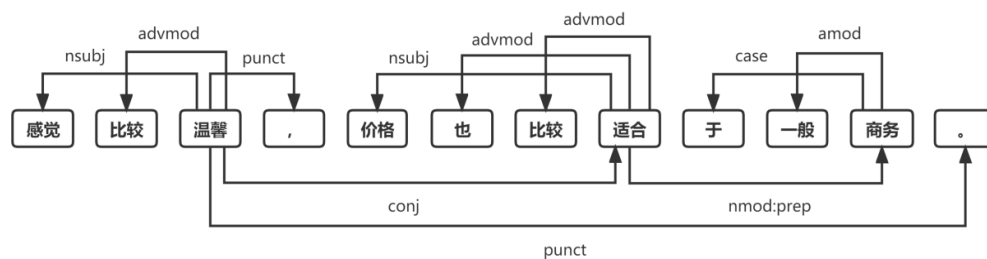 advmod
advmod
nsubj
punct
nsubj
advmod
case
amod
感觉 比较 温馨 , 价格 也 比较 适合 于 一般 商务 。
conj
nmod:prep
punct